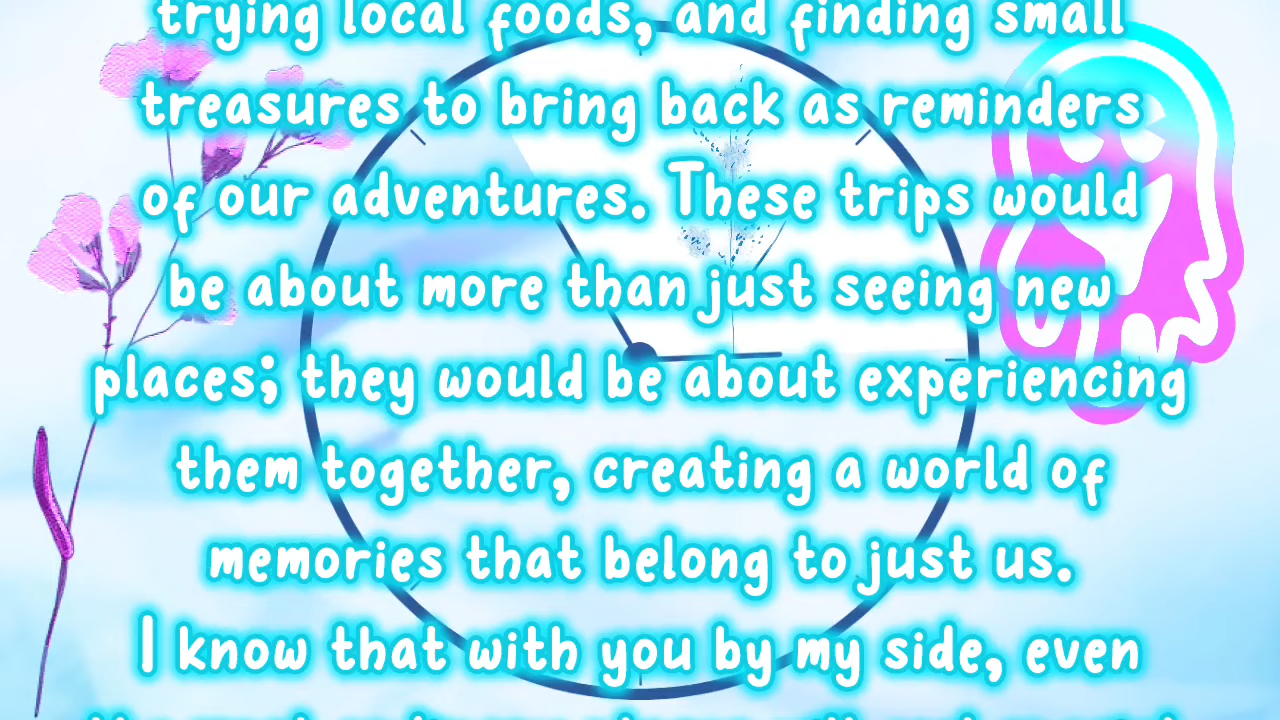 trying local foods, and finding small
treasures to bring back as reminders
of our adventures. These trips would
be about more than just seeing new
places; they would be about experiencing
them together, creating a world of
memories that belong to just us.
I know that with you by my side, even